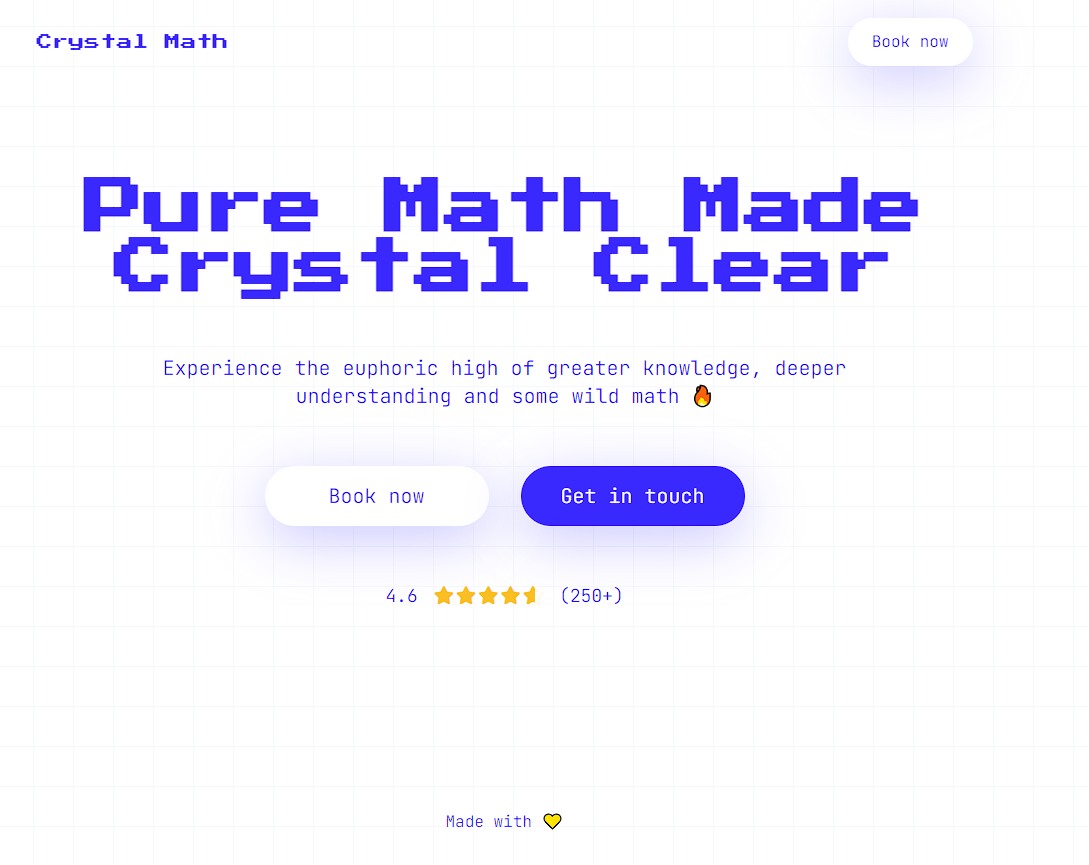 Crystal Math
Book now
Pure Math Made
Crystal Clear
Experience the euphoric high of greater knowledge, deeper
understanding and some wild math 🔥
Book now
Get in touch
4.6 (250+)
Made with 💛